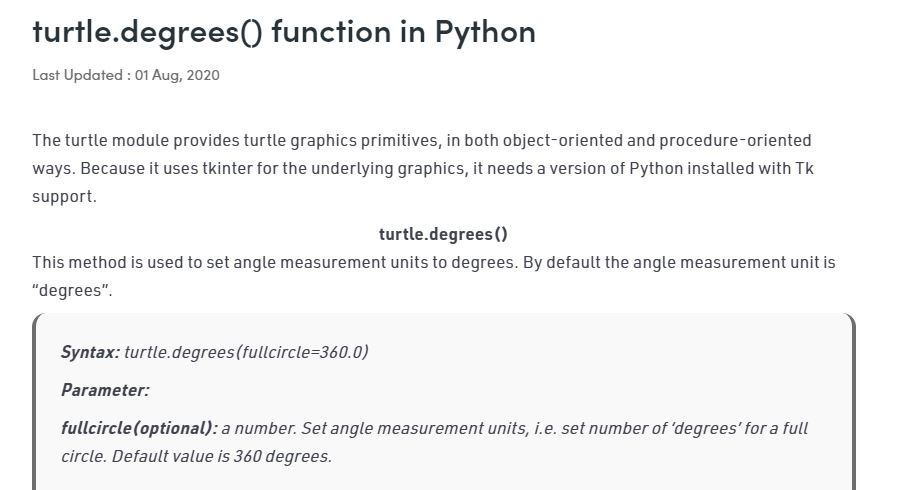 turtle.degrees() function in Python
Last Updated : 01 Aug, 2020
The turtle module provides turtle graphics primitives, in both object-oriented and procedure-oriented
ways. Because it uses tkinter for the underlying graphics, it needs a version of Python installed with Tk
support.
turtle.degrees()
This method is used to set angle measurement units to degrees. By default the angle measurement unit is
“degrees”.
Syntax: turtle.degrees(fullcircle=360.0)
Parameter:
fullcircle(optional): a number. Set angle measurement units, i.e. set number of ‘degrees’ for a full
circle. Default value is 360 degrees.